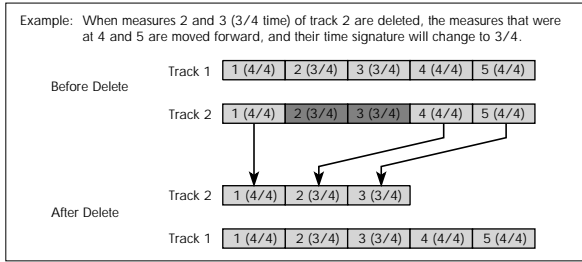 Example: When measures 2 and 3 (3/4 time) of track 2 are deleted, the measures that were
at 4 and 5 are moved forward, and their time signature will change to 3/4.
Track 1 1 (4/4) 2 (3/4) 3 (3/4) 4 (4/4) 5 (4/4)
Before Delete
Track 2 1 (4/4) 2 (3/4) 3 (3/4) 4 (4/4) 5 (4/4)
Track 2 1 (4/4) 2 (3/4) 3 (3/4)
After Delete
Track 1 1 (4/4) 2 (3/4) 3 (3/4) 4 (4/4) 5 (4/4)